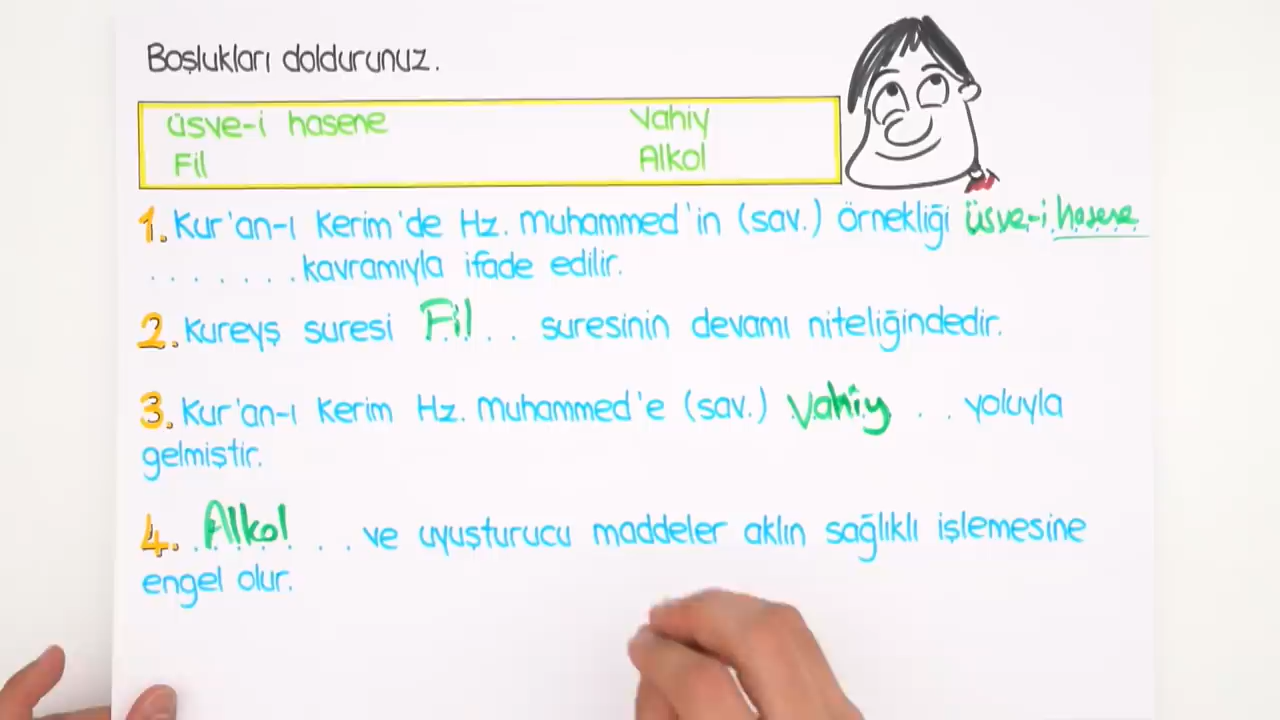 Boşlukları doldurunuz.
üsve-i hasene Vahiy
Fil Alkol
1. Kur'an-ı Kerim'de Hz. Muhammed'in (sav.) örnekliği üsve-i hasene
. . . . . . . kavramıyla ifade edilir.
2. Kureyş suresi Fil . . suresinin devamı niteliğindedir.
3. Kur'an-ı Kerim Hz. Muhammed'e (sav.) Vahiy . . yoluyla
gelmiştir.
4. Alkol . . ve uyuşturucu maddeler aklın sağlıklı işlemesine
engel olur.